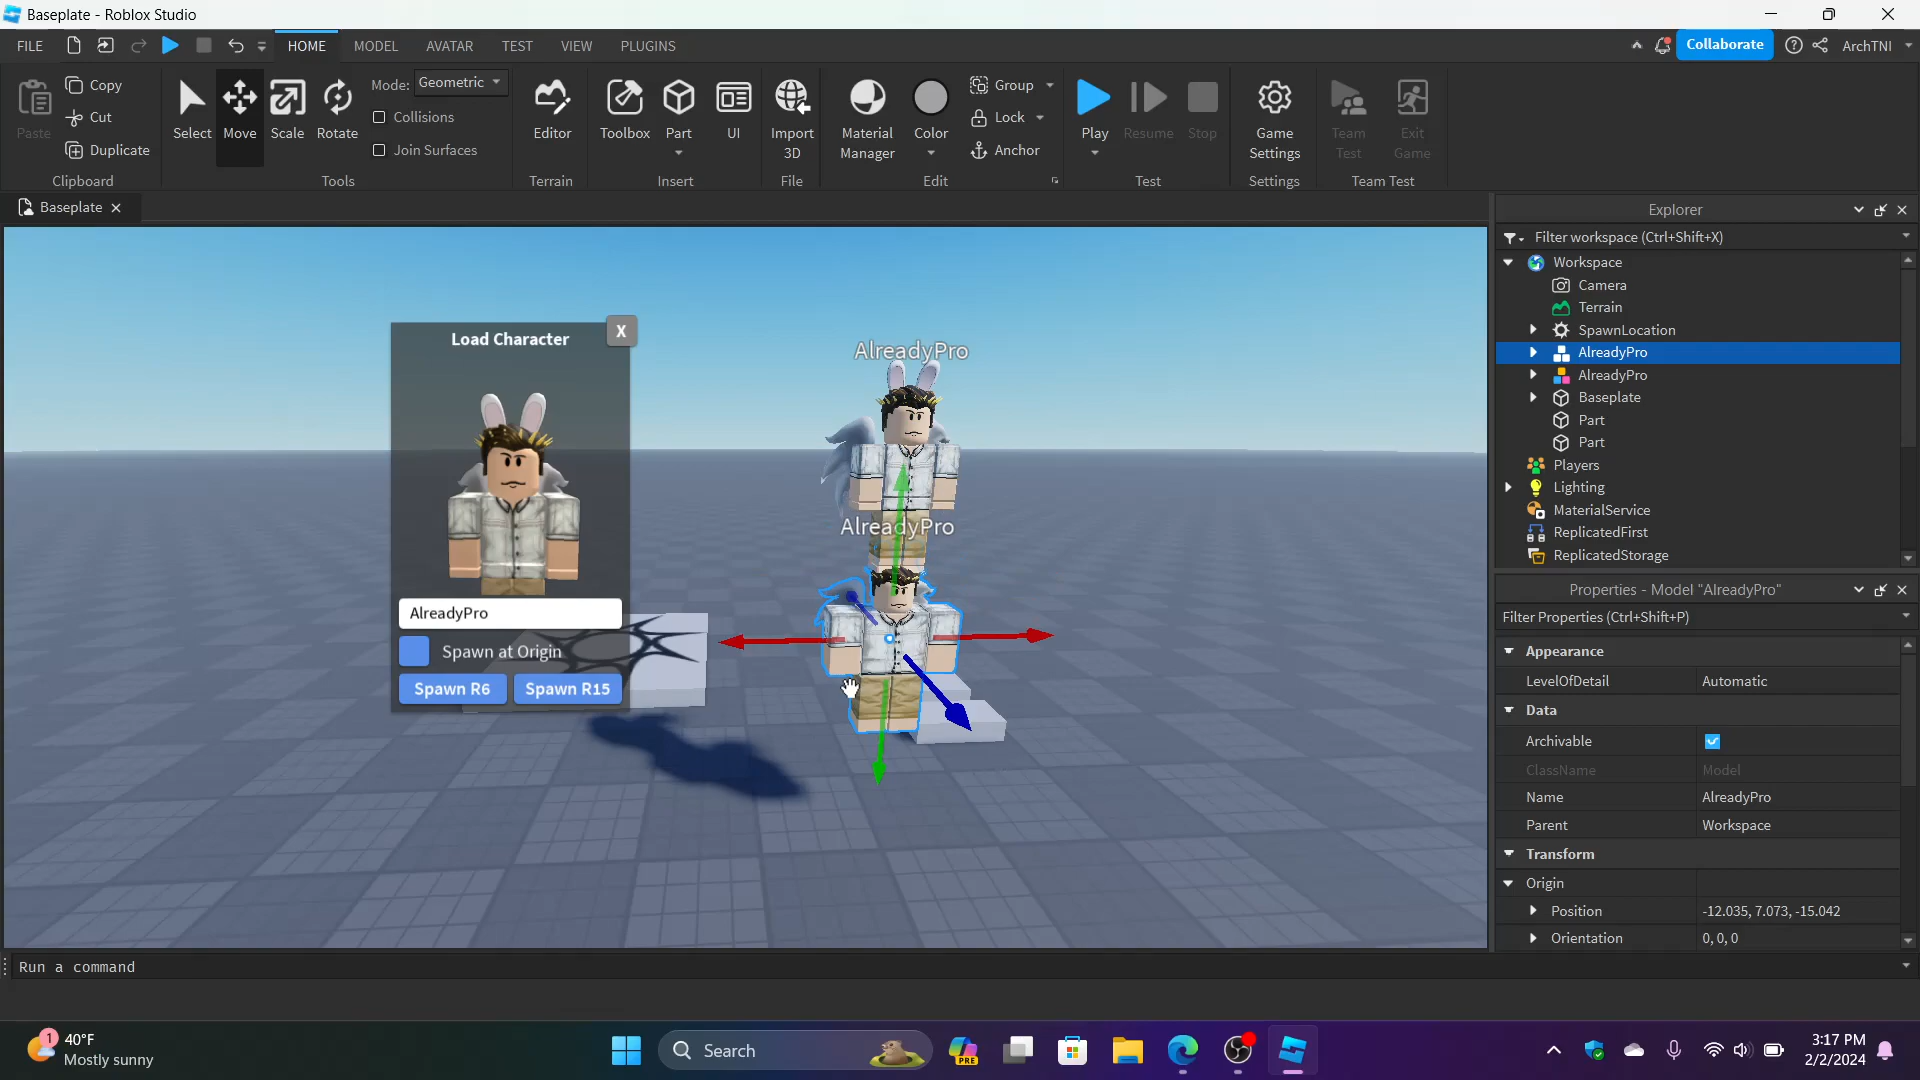 Baseplate - Roblox Studio
FILE
HOME
MODEL
AVATAR
TEST
VIEW
PLUGINS
Collaborate
ArchTNI
Paste
Copy
Cut
Duplicate
Clipboard
Select
Move
Scale
Rotate
Mode: Geometric
Collisions
Join Surfaces
Tools
Editor
Terrain
Toolbox
Part
UI
Insert
Import
3D
File
Material
Manager
Color
Group
Lock
Anchor
Edit
Play
Resume
Stop
Test
Game
Settings
Settings
Team
Test
Exit
Game
Team Test
Baseplate
Load Character
X
AlreadyPro
Spawn at Origin
Spawn R6
Spawn R15
AlreadyPro
AlreadyPro
Explorer
Filter workspace (Ctrl+Shift+X)
Workspace
Camera
Terrain
SpawnLocation
AlreadyPro
AlreadyPro
Baseplate
Part
Part
Players
Lighting
MaterialService
ReplicatedFirst
ReplicatedStorage
Properties - Model "AlreadyPro"
Filter Properties (Ctrl+Shift+P)
Appearance
LevelOfDetail Automatic
Data
Archivable
ClassName Model
Name AlreadyPro
Parent Workspace
Transform
Origin
Position -12.035, 7.073, -15.042
Orientation 0, 0, 0
Run a command
1
40°F
Mostly sunny
Search
PRE
3:17 PM
2/2/2024